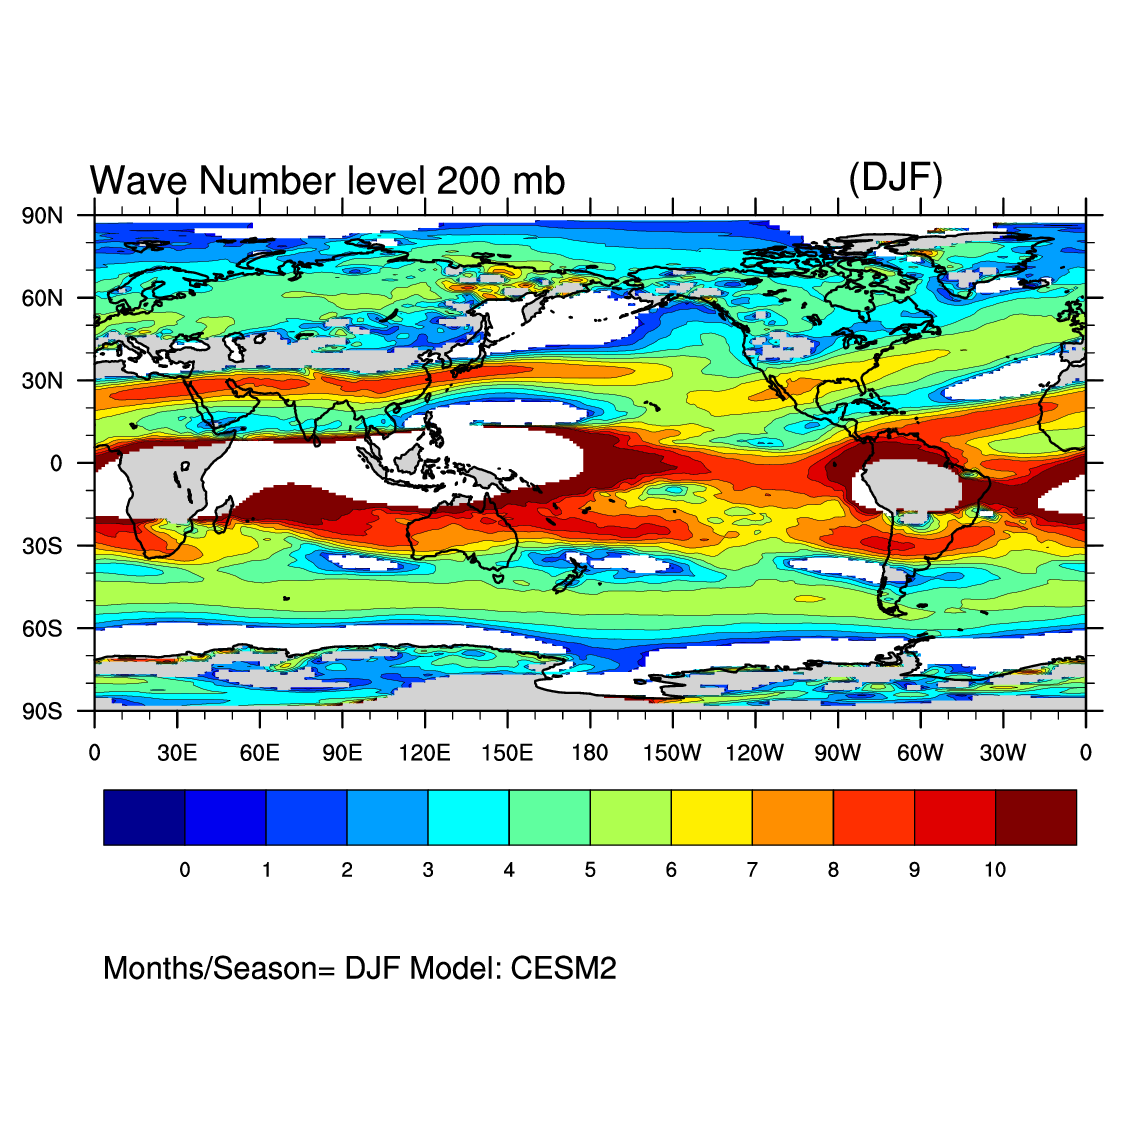 Wave Number level 200 mb (DJF)
90N
60N
30N
0
30S
60S
90S
0 30E 60E 90E 120E 150E 180 150W 120W 90W 60W 30W 0
0 1 2 3 4 5 6 7 8 9 10
Months/Season= DJF Model: CESM2